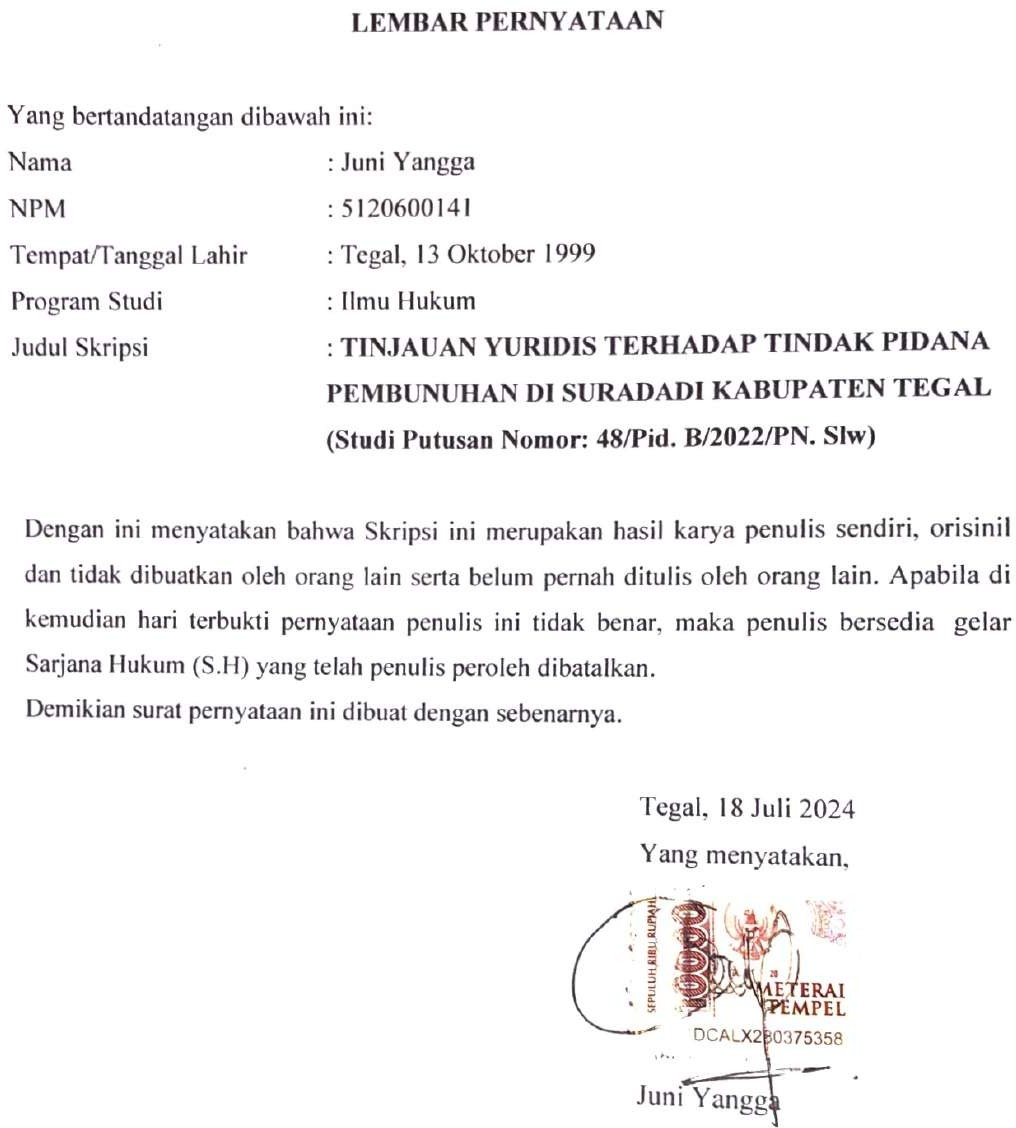 LEMBAR PERNYATAAN
Yang bertandatangan dibawah ini:
Nama : Juni Yangga
NPM : 5120600141
Tempat/Tanggal Lahir : Tegal, 13 Oktober 1999
Program Studi : Ilmu Hukum
Judul Skripsi : TINJAUAN YURIDIS TERHADAP TINDAK PIDANA
PEMBUNUHAN DI SURADADI KABUPATEN TEGAL
(Studi Putusan Nomor: 48/Pid. B/2022/PN. Slw)
Dengan ini menyatakan bahwa Skripsi ini merupakan hasil karya penulis sendiri, orisinil
dan tidak dibuatkan oleh orang lain serta belum pernah ditulis oleh orang lain. Apabila di
kemudian hari terbukti pernyataan penulis ini tidak benar, maka penulis bersedia gelar
Sarjana Hukum (S.H) yang telah penulis peroleh dibatalkan.
Demikian surat pernyataan ini dibuat dengan sebenarnya.
Tegal, 18 Juli 2024
Yang menyatakan,
SEPULUH RIBU RUPIAH
10000
20
METERAI
TEMPEL
DCALX280375358
Juni Yangga